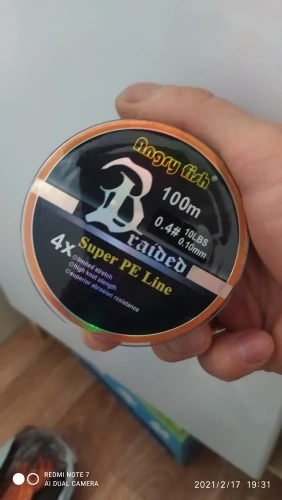 Angry fish®
100m
0.4# 10LBS
0.10mm
Braided
4x Super PE Line
limited stretch
high knot stength
superior abrasion resistance
REDMI NOTE 7
AI DUAL CAMERA
2021/2/17 19:31